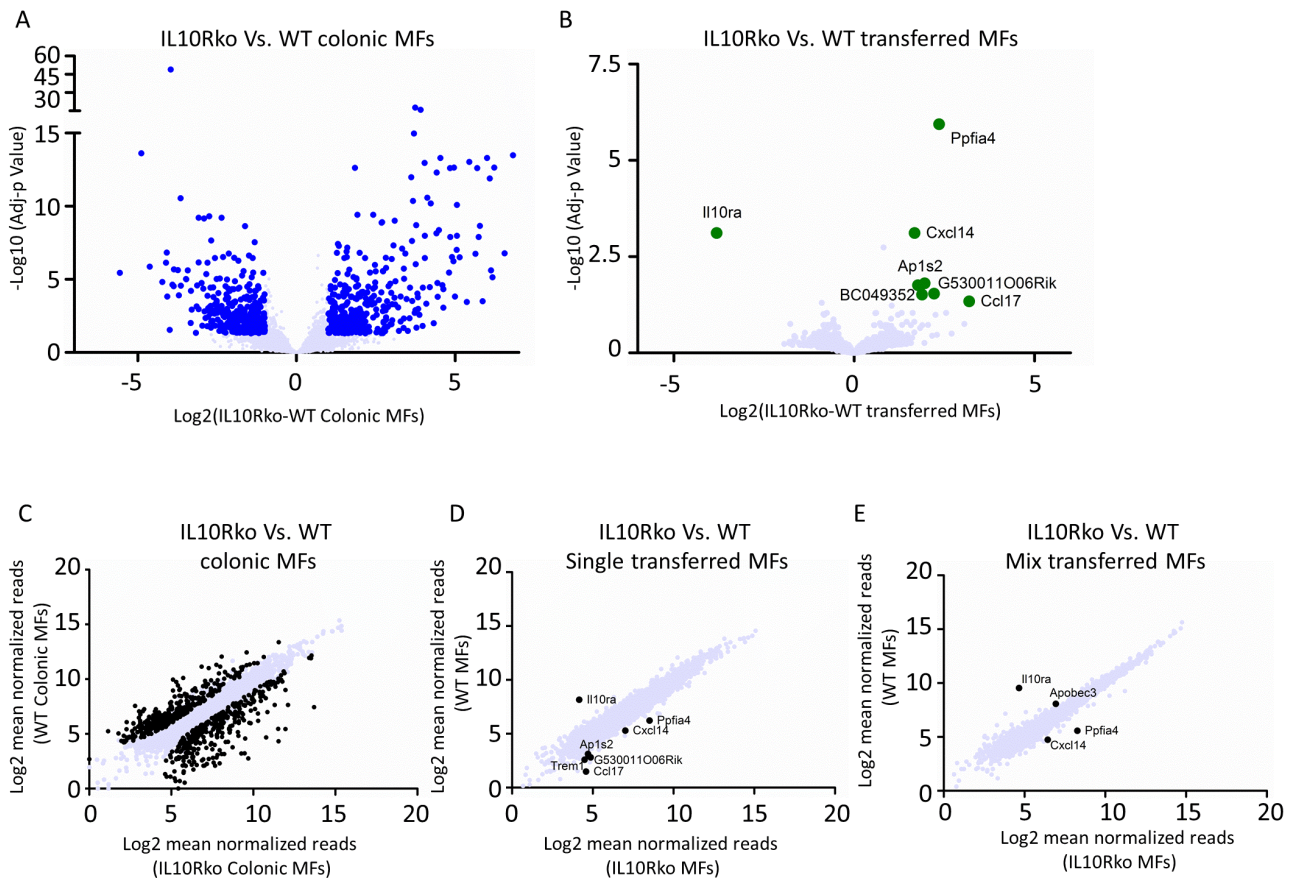 A
IL10Rko Vs. WT colonic MFs
60
45
30
15
10
5
0
-Log10 (Adj-p Value)
-5
0
5
Log2(IL10Rko-WT Colonic MFs)
B
IL10Rko Vs. WT transferred MFs
7.5
5
2.5
0
-Log10 (Adj-p Value)
Ppfia4
Il10ra
Cxcl14
Ap1s2
G530011O06Rik
BC049352
Ccl17
-5
0
5
Log2(IL10Rko-WT transferred MFs)
C
IL10Rko Vs. WT
colonic MFs
Log2 mean normalized reads
(WT Colonic MFs)
20
15
10
5
0
0
5
10
15
20
Log2 mean normalized reads
(IL10Rko Colonic MFs)
D
IL10Rko Vs. WT
Single transferred MFs
Log2 mean normalized reads
(WT MFs)
20
15
10
5
0
Il10ra
Ppfia4
Cxcl14
Ap1s2
G530011O06Rik
Trem1
Ccl17
0
5
10
15
20
Log2 mean normalized reads
(IL10Rko MFs)
E
IL10Rko Vs. WT
Mix transferred MFs
Log2 mean normalized reads
(WT MFs)
20
15
10
5
0
Il10ra
Apobec3
Ppfia4
Cxcl14
0
5
10
15
20
Log2 mean normalized reads
(IL10Rko MFs)